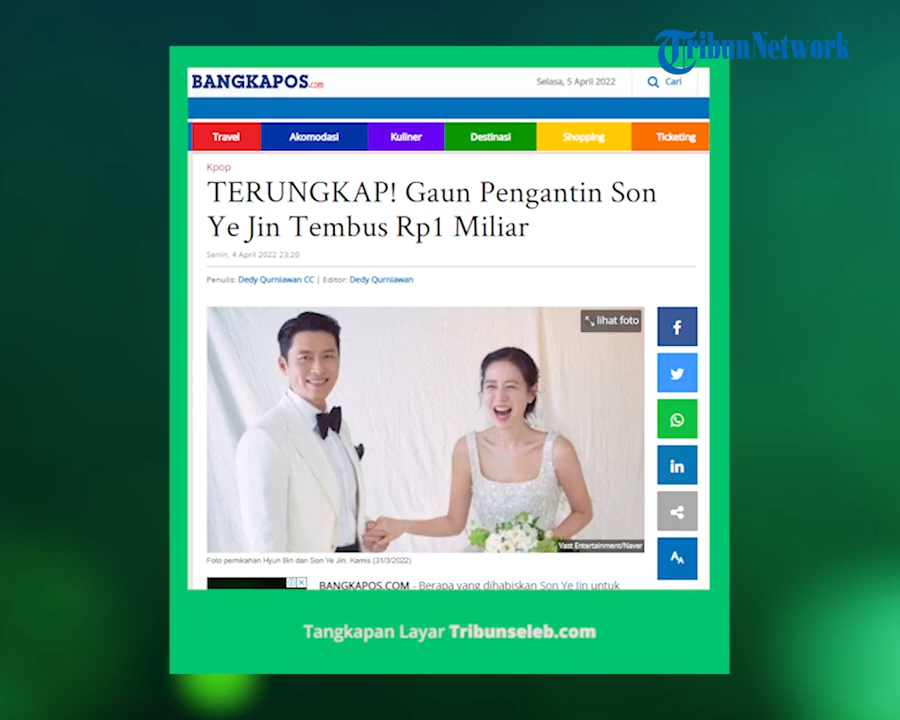 TribunNetwork
BANGKAPOS.com
Selasa, 5 April 2022
Cari
Travel Akomodasi Kuliner Destinasi Shopping Ticketing
Kpop
TERUNGKAP! Gaun Pengantin Son
Ye Jin Tembus Rp1 Miliar
Senin, 4 April 2022 23:20
Penulis: Dedy Qurniawan CC | Editor: Dedy Qurniawan
lihat foto
Vast Entertainment/Naver
Foto pernikahan Hyun Bin dan Son Ye Jin, Kamis (31/3/2022)
BANGKAPOS.COM - Berapa yang dihabiskan Son Ye Jin untuk
Tangkapan Layar Tribunseleb.com